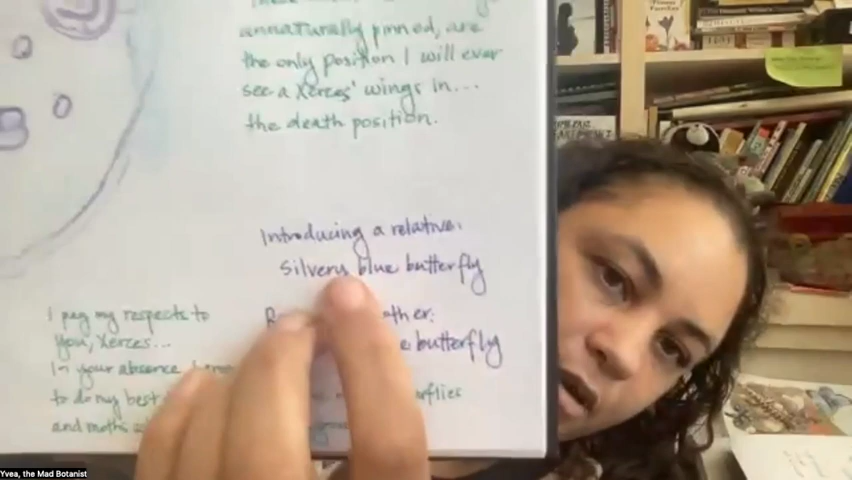 unnaturally pinned, are
the only position I will ever
see a Xerces' wings in...
the death position.
Introducing a relative:
Silvery blue butterfly
ather:
e butterfly
I pay my respects to
you, Xerces...
In your absence
to do my best
and moths
Yvea, the Mad Botanist